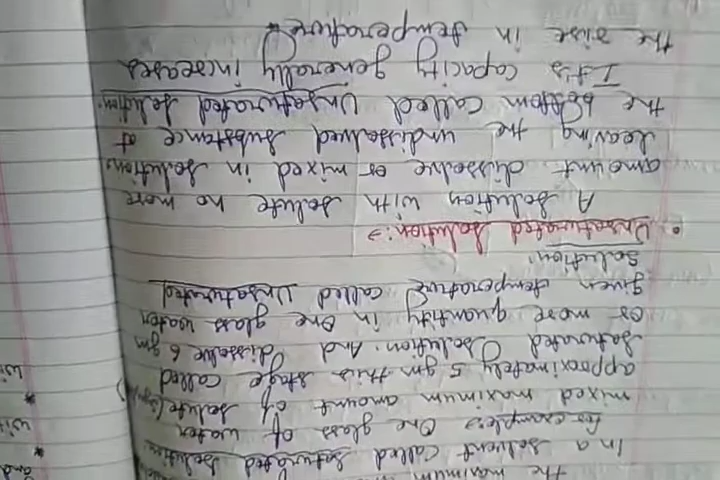 the maximum
In a solvent called saturated solution
for example:> One glass of water
mixed maximum amount of solute (
approximately 5 gm this stage called
saturated solution. And dissolve 6 gm
or more quantity in one glass water
given temperature called Unsaturated
solution.
• Unsaturated Solution:->
A solution with solute no more
amount dissolve or mixed in solution,
leaving the undissolved substance at
the bottom called Unsaturated Solution.
It's capacity generally increases
the rise in temperature
and
wit
wi